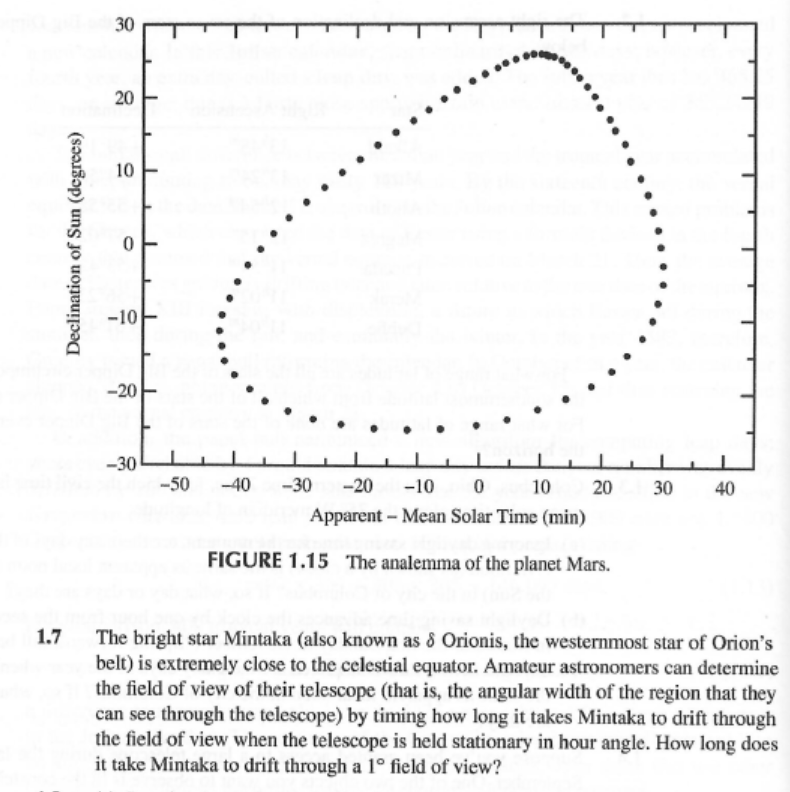 30
20
10
0
−10
−20
−30
Declination of Sun (degrees)
−50 −40 −30 −20 −10 0 10 20 30 40
Apparent – Mean Solar Time (min)
FIGURE 1.15 The analemma of the planet Mars.
1.7 The bright star Mintaka (also known as δ Orionis, the westernmost star of Orion's
belt) is extremely close to the celestial equator. Amateur astronomers can determine
the field of view of their telescope (that is, the angular width of the region that they
can see through the telescope) by timing how long it takes Mintaka to drift through
the field of view when the telescope is held stationary in hour angle. How long does
it take Mintaka to drift through a 1° field of view?